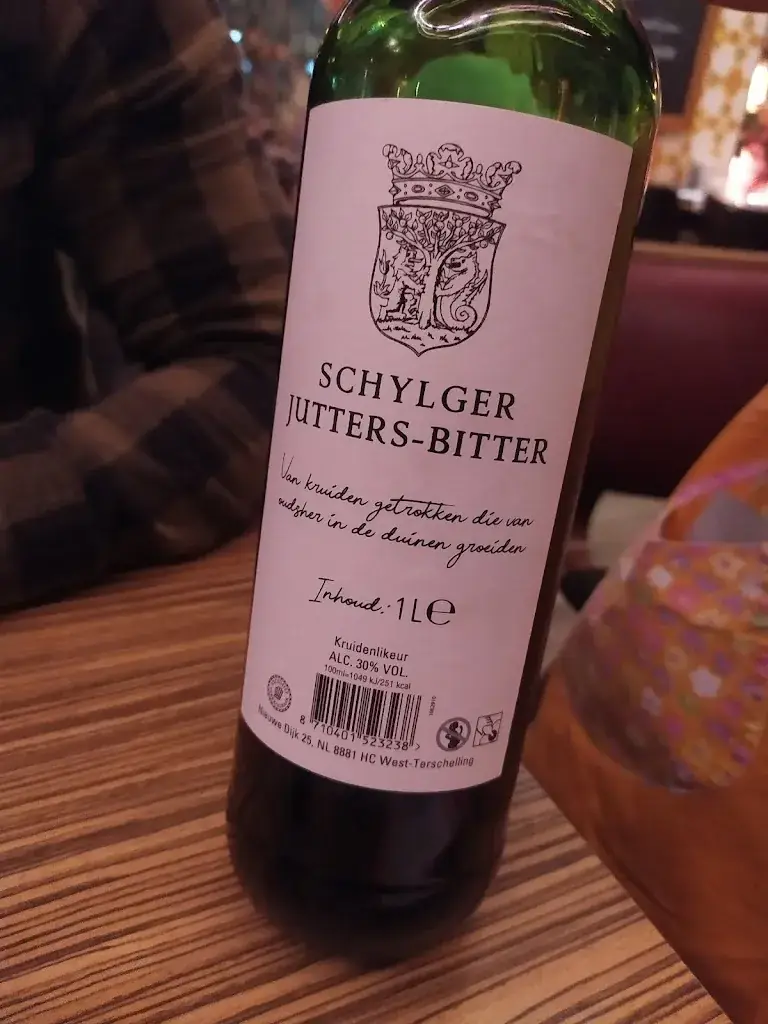 SCHYLGER
JUTTERS-BITTER
Van kruiden getrokken die van
oudsher in de duinen groeiden
Inhoud: 1L℮
Kruidenlikeur
ALC. 30% VOL.
100ml=1049 kJ/251 kcal
8 710401 523238 >
Nieuwe Dijk 25, NL 8881 HC West-Terschelling